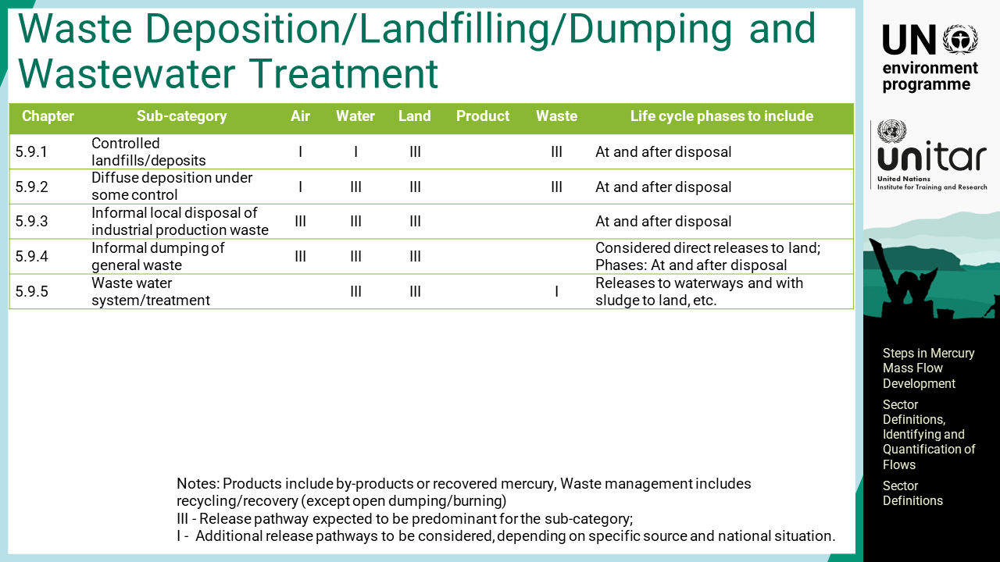 Waste Deposition/Landfilling/Dumping and
Wastewater Treatment
Chapter Sub-category Air Water Land Product Waste Life cycle phases to include
5.9.1 Controlled landfills/deposits I I III III At and after disposal
5.9.2 Diffuse deposition under some control I III III III At and after disposal
5.9.3 Informal local disposal of industrial production waste III III III At and after disposal
5.9.4 Informal dumping of general waste III III III Considered direct releases to land; Phases: At and after disposal
5.9.5 Waste water system/treatment III III I Releases to waterways and with sludge to land, etc.
Notes: Products include by-products or recovered mercury, Waste management includes
recycling/recovery (except open dumping/burning)
III - Release pathway expected to be predominant for the sub-category;
I - Additional release pathways to be considered, depending on specific source and national situation.
UN
environment
programme
unitar
United Nations
Institute for Training and Research
Steps in Mercury
Mass Flow
Development
Sector
Definitions,
Identifying and
Quantification of
Flows
Sector
Definitions